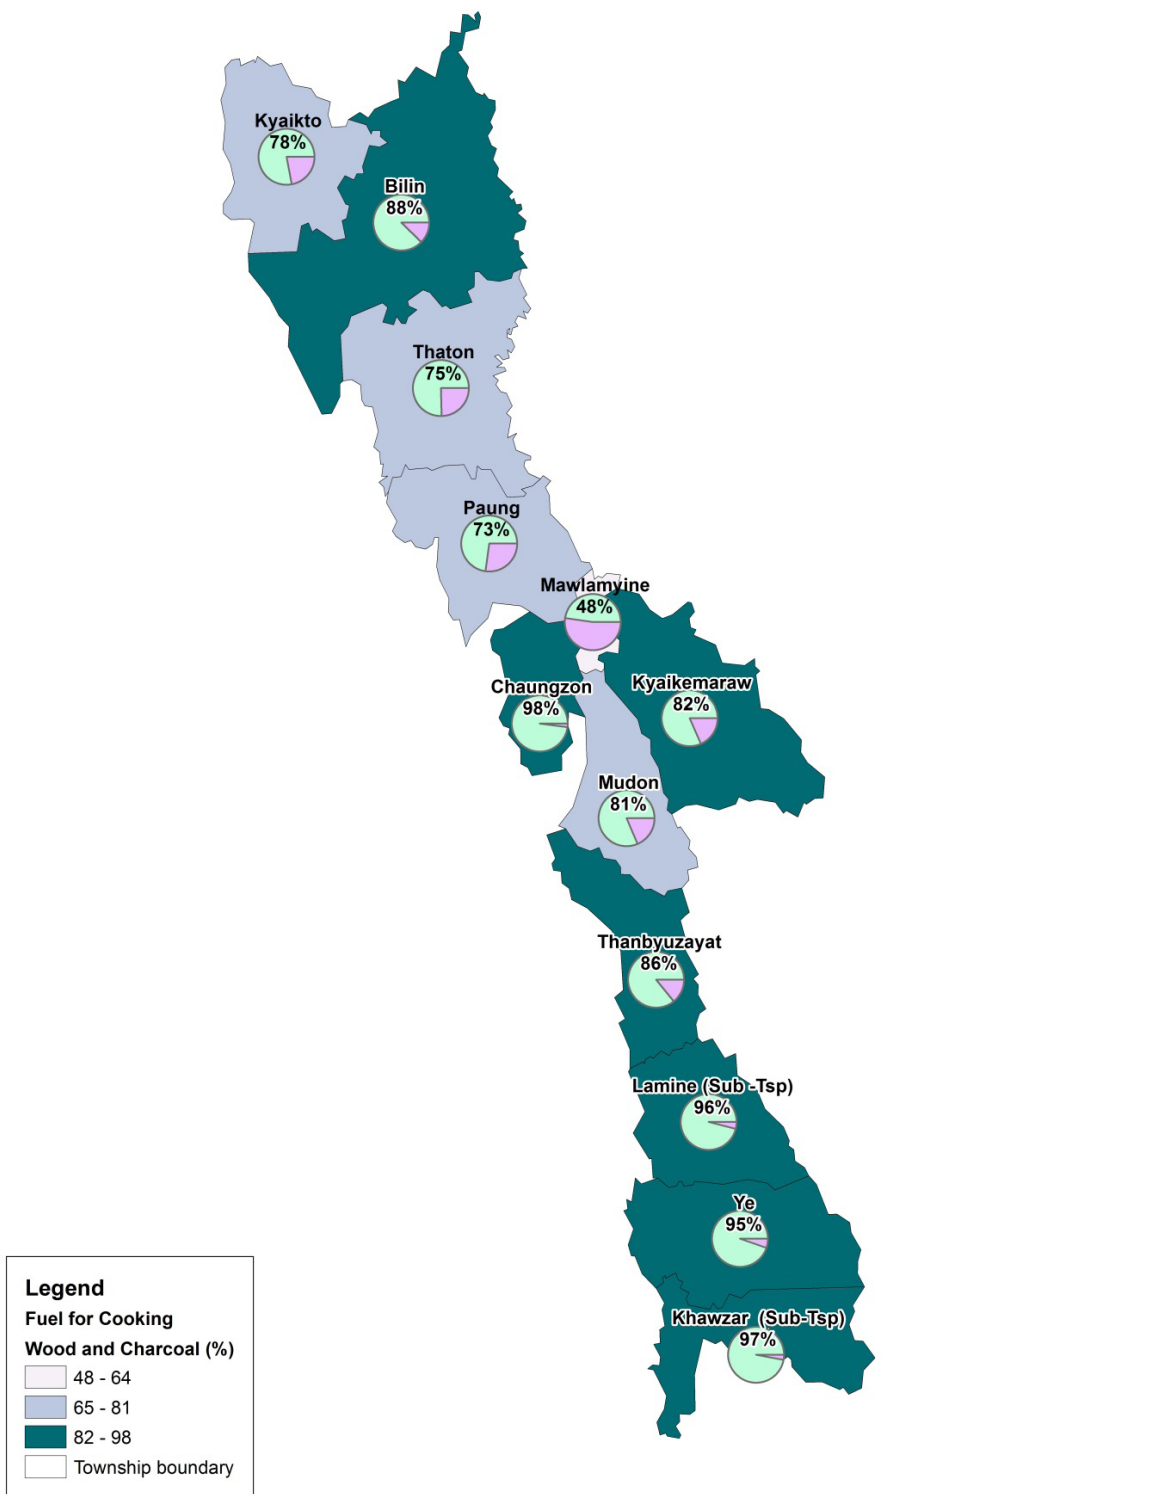 Kyaikto
78%
Bilin
88%
Thaton
75%
Paung
73%
Mawlamyine
48%
Chaungzon
98%
Kyaikemaraw
82%
Mudon
81%
Thanbyuzayat
86%
Lamine (Sub -Tsp)
96%
Ye
95%
Khawzar (Sub-Tsp)
97%
Legend
Fuel for Cooking
Wood and Charcoal (%)
48 - 64
65 - 81
82 - 98
Township boundary